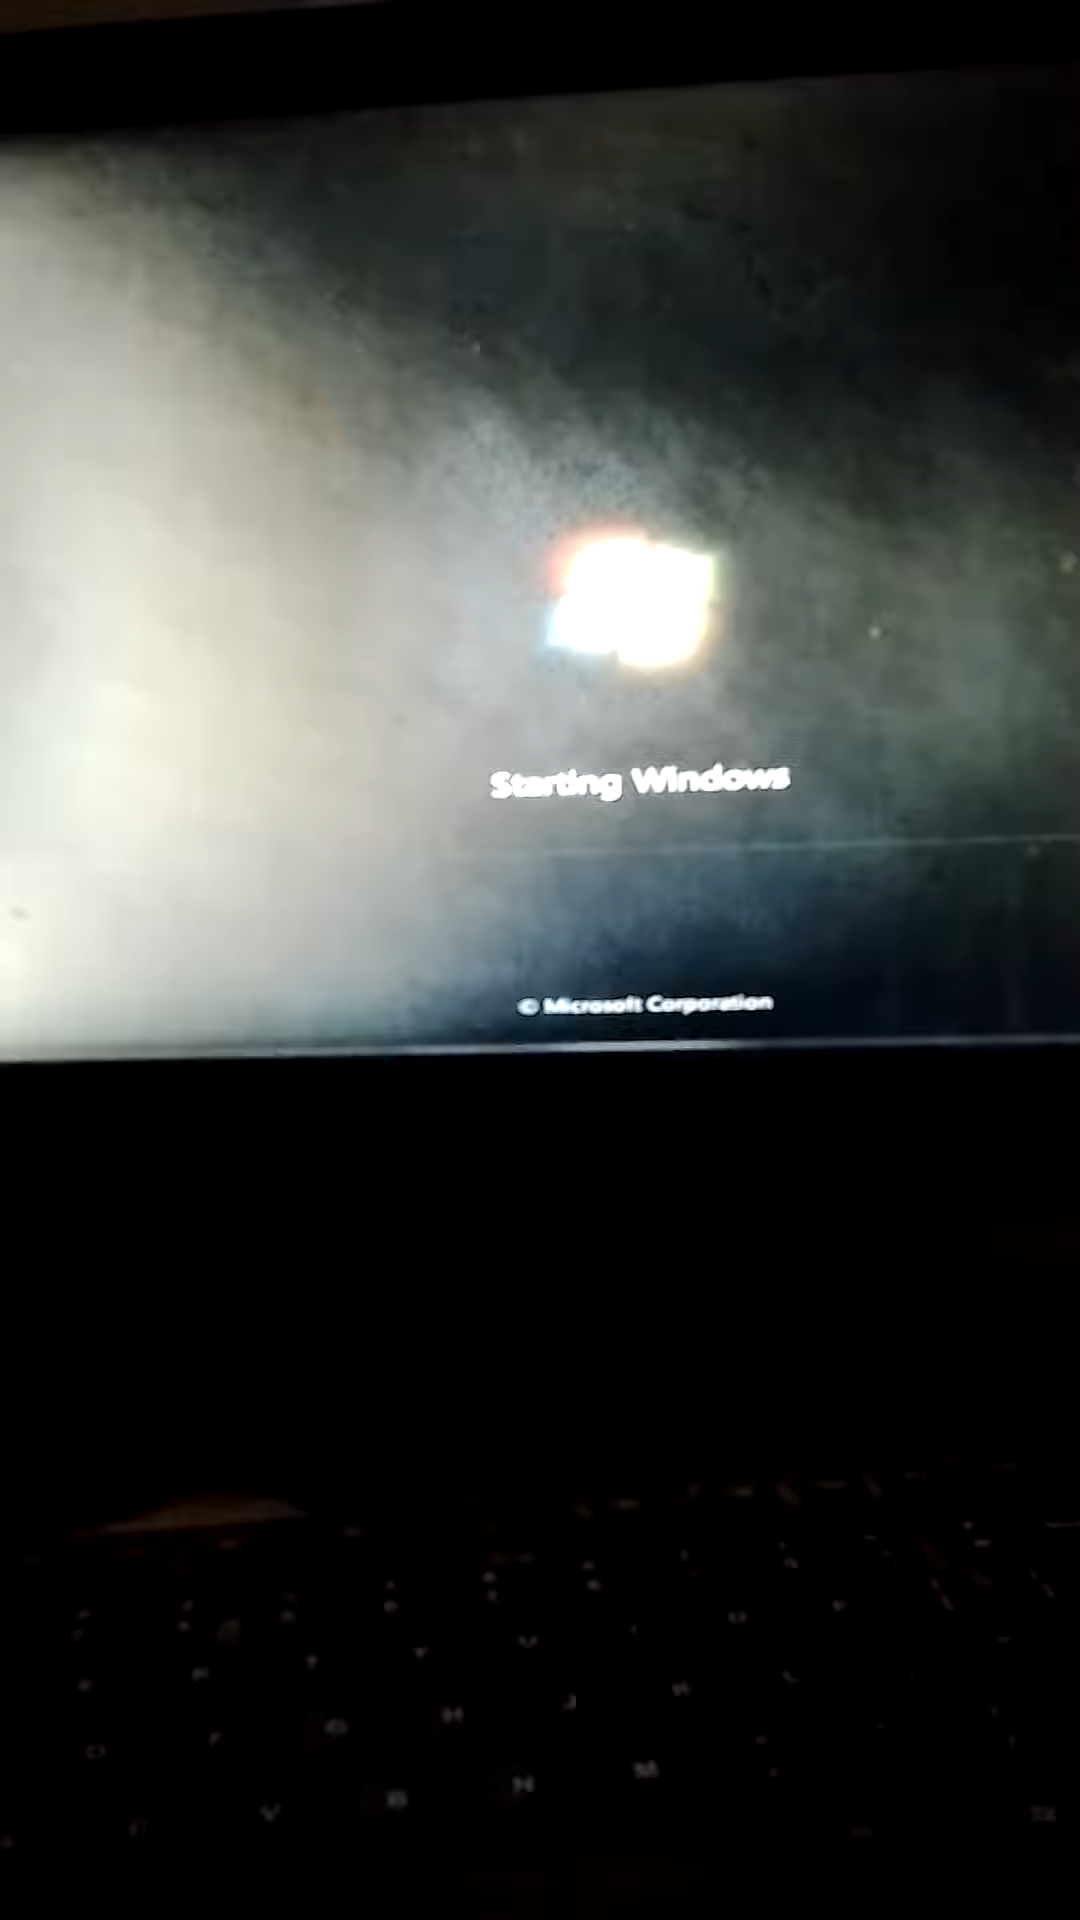 Starting Windows
© Microsoft Corporation
T Y U
G H J K L
V B N M